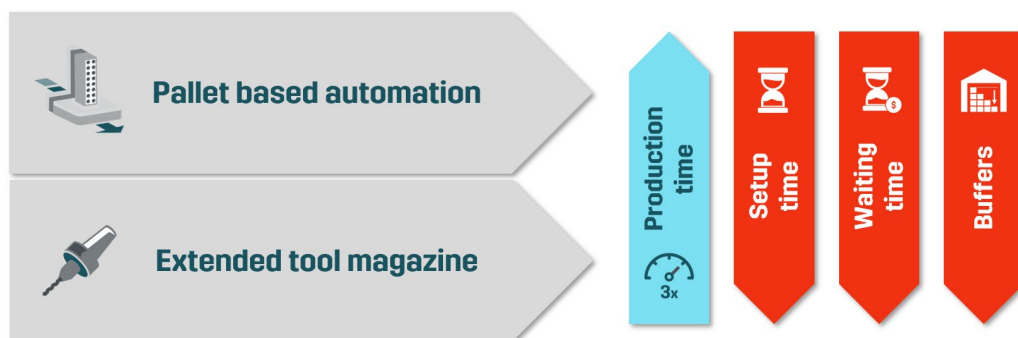 Pallet based automation
Extended tool magazine
Production
time
3x
Setup
time
Waiting
time
$
Buffers